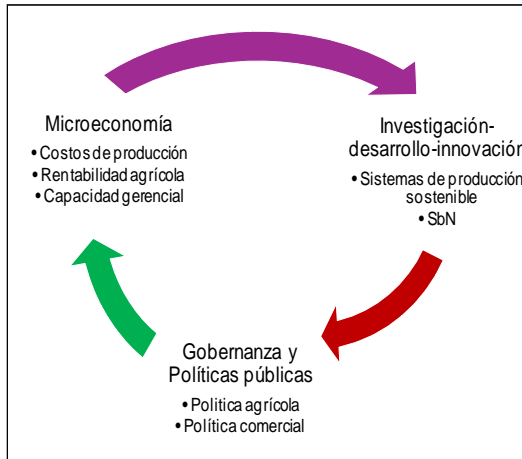 Microeconomía
• Costos de producción
• Rentabilidad agrícola
• Capacidad gerencial
Investigación-
desarrollo-innovación
• Sistemas de producción
sostenible
• SbN
Gobernanza y
Políticas públicas
• Politica agrícola
• Política comercial